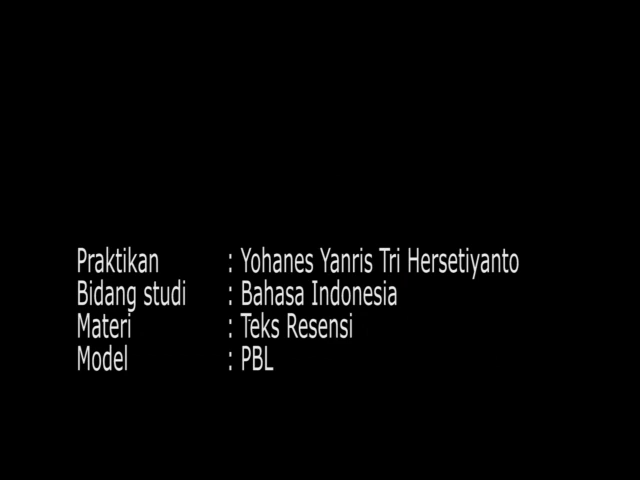 Praktikan : Yohanes Yanris Tri Hersetiyanto
Bidang studi : Bahasa Indonesia
Materi : Teks Resensi
Model : PBL